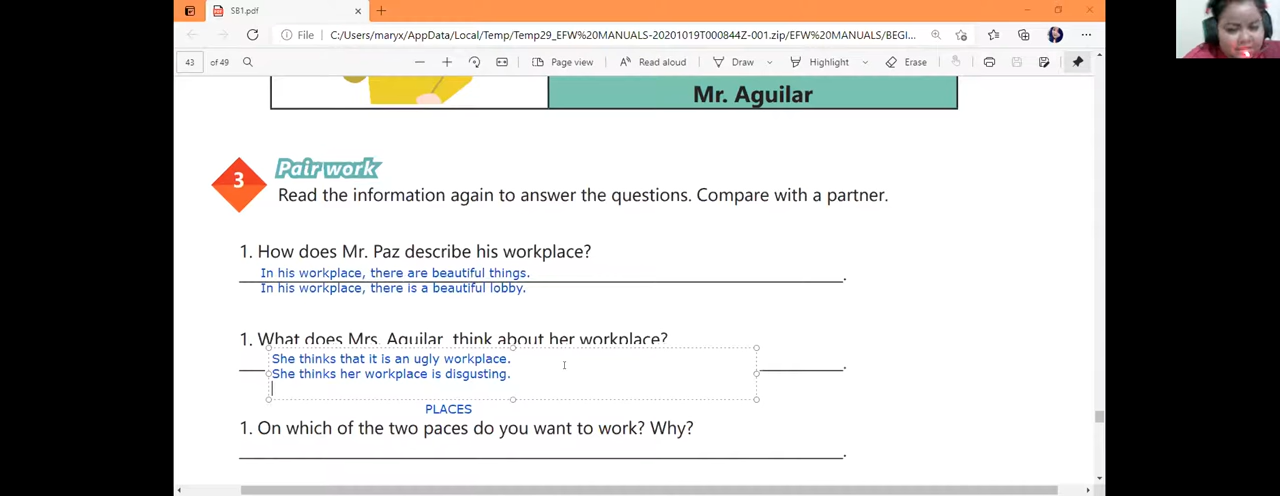 SB1.pdf
File
C:/Users/maryx/AppData/Local/Temp/Temp29_EFW%20MANUALS-20201019T000844Z-001.zip/EFW%20MANUALS/BEGI...
43 of 49
Page view
Read aloud
Draw
Highlight
Erase
Mr. Aguilar
3
Pair work
Read the information again to answer the questions. Compare with a partner.
1. How does Mr. Paz describe his workplace?
In his workplace, there are beautiful things.
In his workplace, there is a beautiful lobby.
1. What does Mrs. Aguilar think about her workplace?
She thinks that it is an ugly workplace.
She thinks her workplace is disgusting.
PLACES
1. On which of the two paces do you want to work? Why?